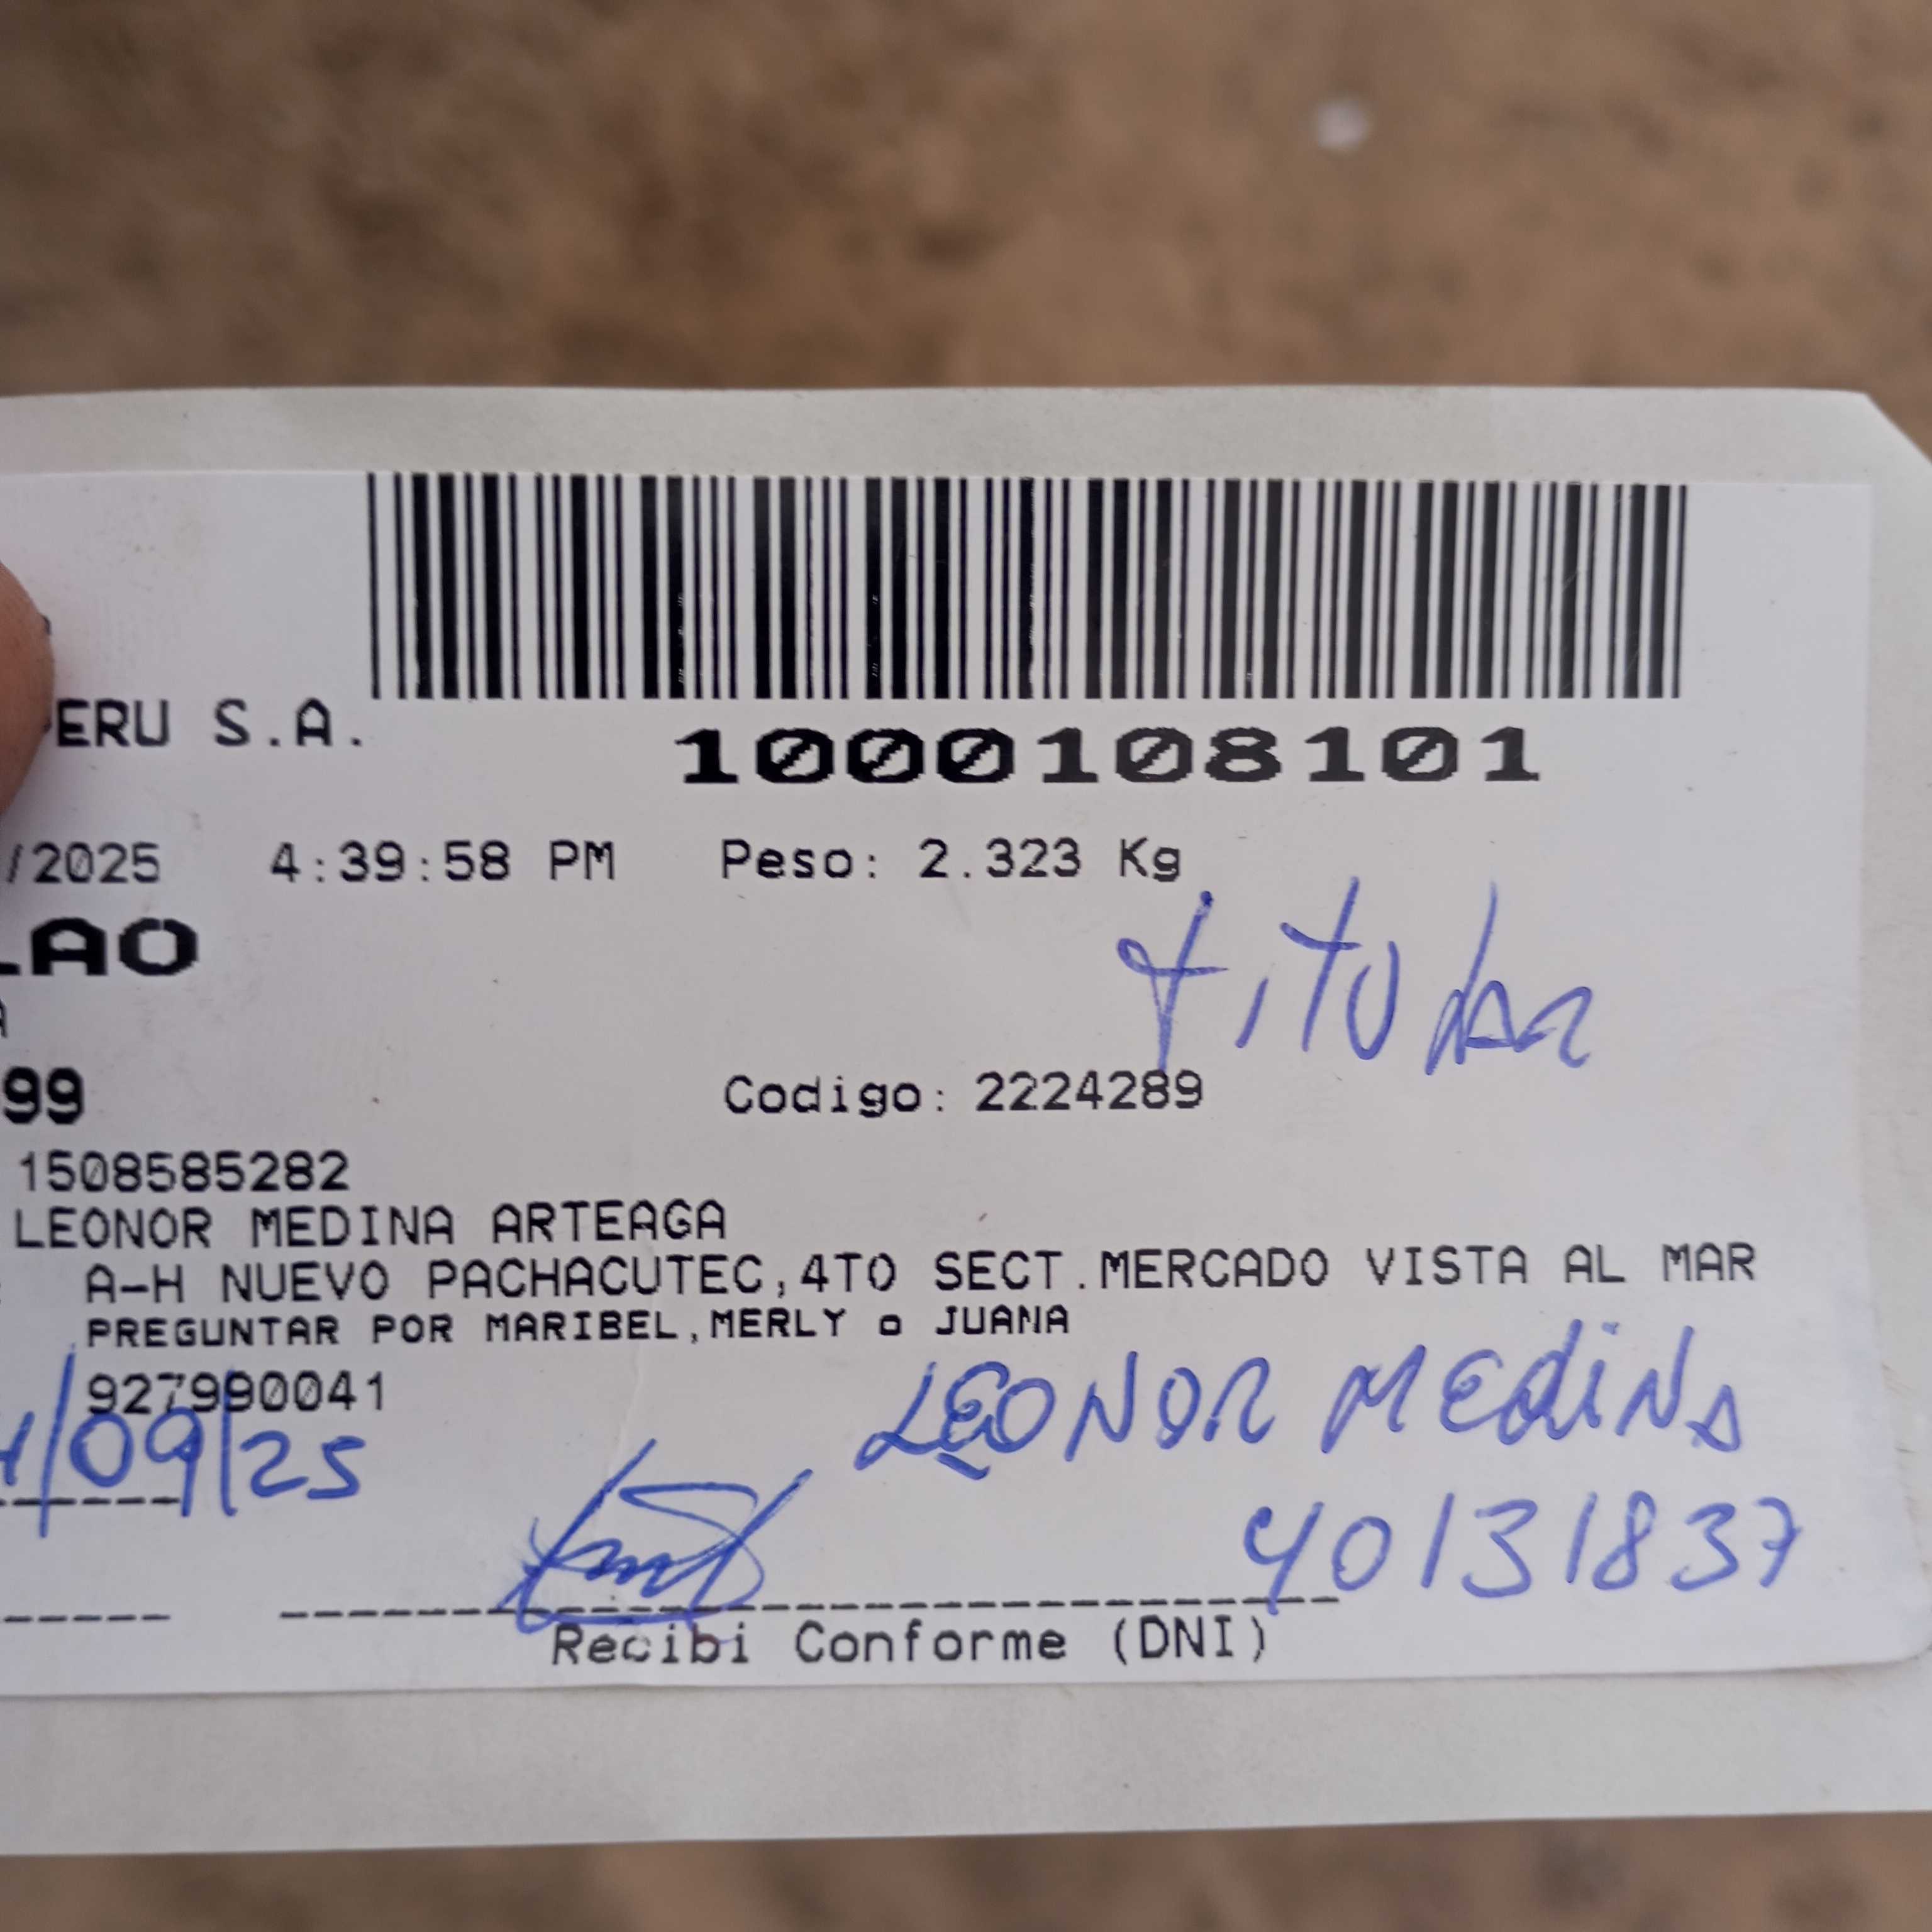 ERU S.A.
1000108101
/2025 4:39:58 PM Peso: 2.323 Kg
LAO
titular
99
Codigo: 2224289
1508585282
LEONOR MEDINA ARTEAGA
A-H NUEVO PACHACUTEC,4TO SECT.MERCADO VISTA AL MAR
PREGUNTAR POR MARIBEL,MERLY o JUANA
927990041
/09/25
LEONOR MEDINA
40131837
Recibi Conforme (DNI)